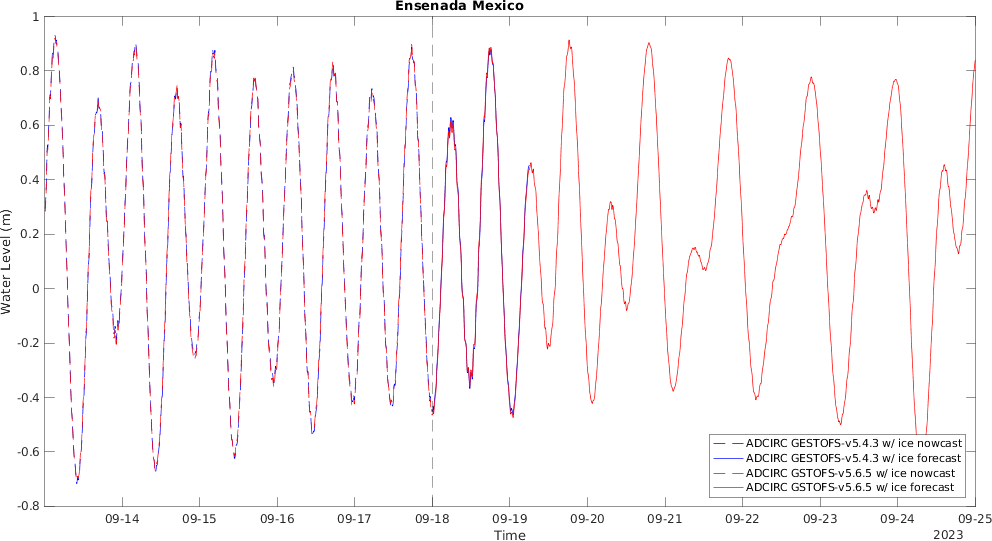 Ensenada Mexico
Water Level (m)
1
0.8
0.6
0.4
0.2
0
-0.2
-0.4
-0.6
-0.8
ADCIRC GESTOFS-v5.4.3 w/ ice nowcast
ADCIRC GESTOFS-v5.4.3 w/ ice forecast
ADCIRC GSTOFS-v5.6.5 w/ ice nowcast
ADCIRC GSTOFS-v5.6.5 w/ ice forecast
09-14 09-15 09-16 09-17 09-18 09-19 09-20 09-21 09-22 09-23 09-24 09-25
Time
2023